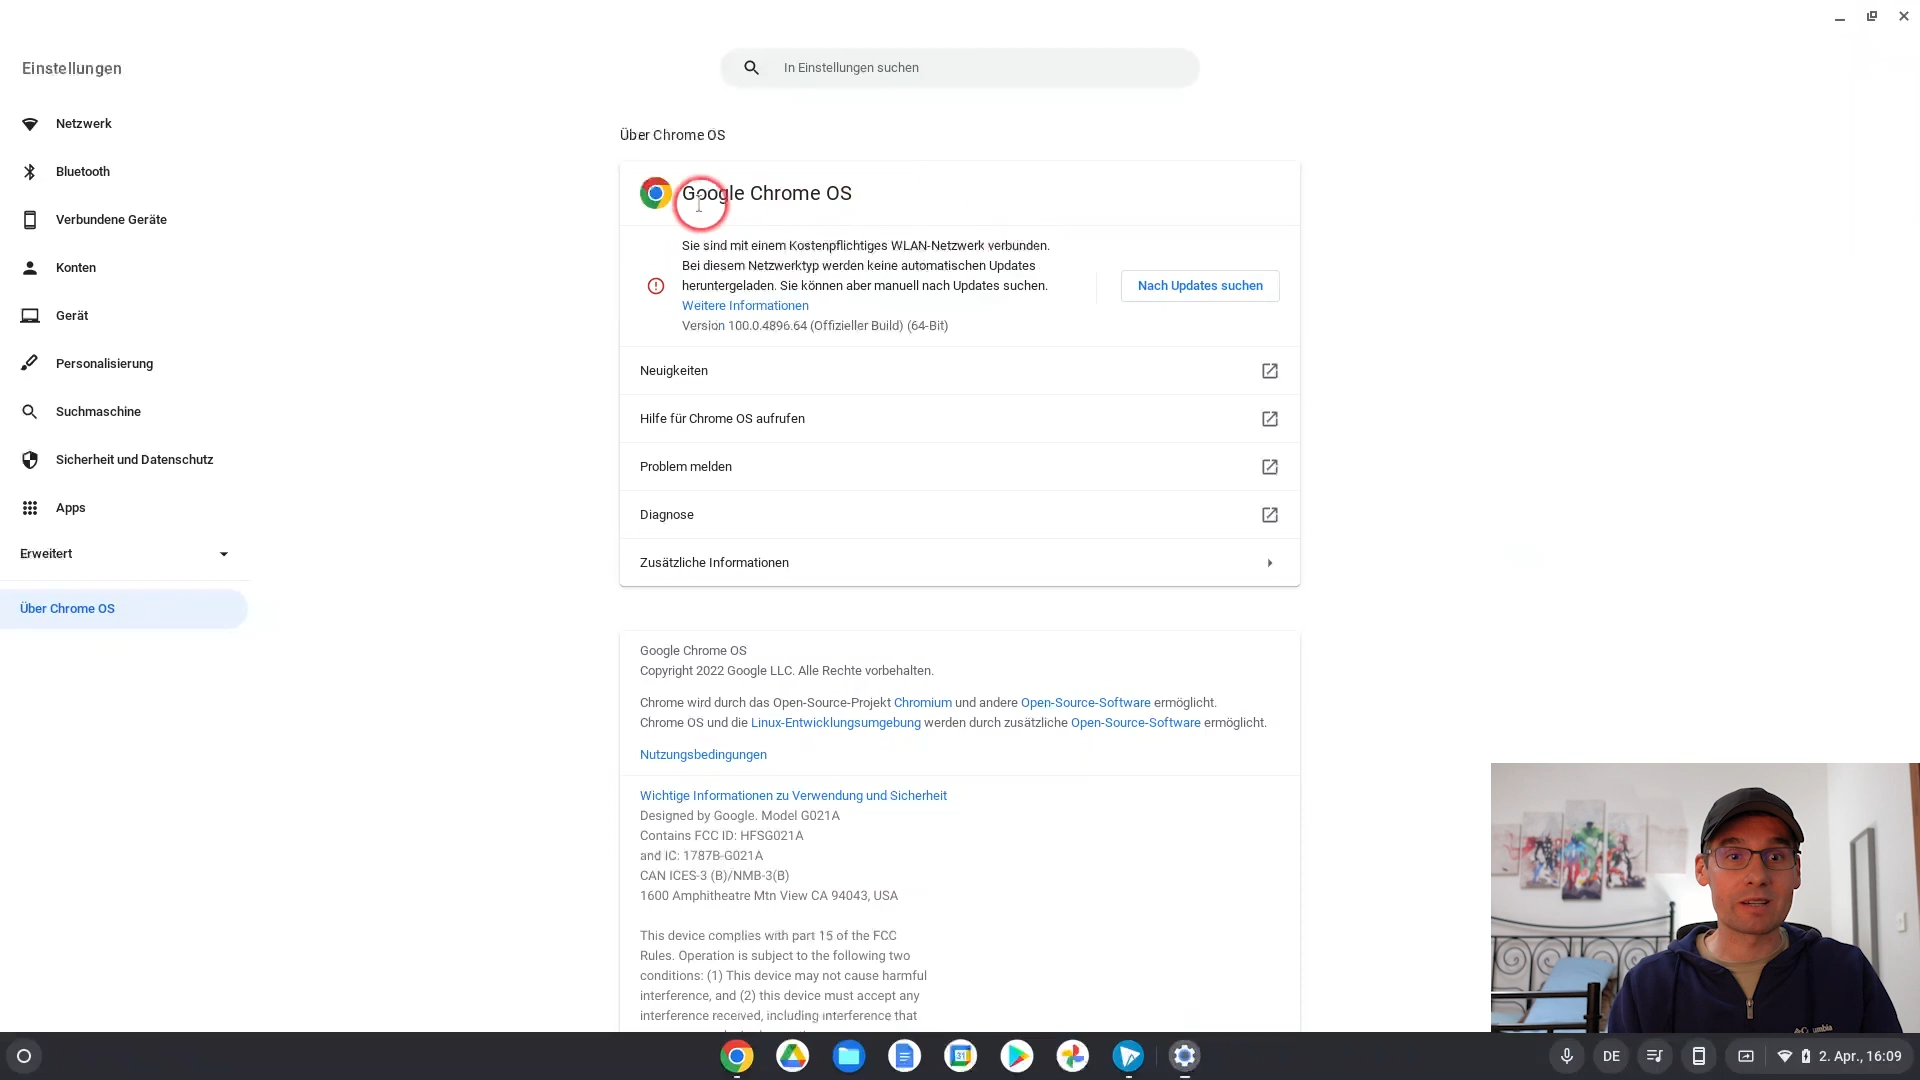 Einstellungen
In Einstellungen suchen
Netzwerk
Bluetooth
Verbundene Geräte
Konten
Gerät
Personalisierung
Suchmaschine
Sicherheit und Datenschutz
Apps
Erweitert
Über Chrome OS
Über Chrome OS
Google Chrome OS
Sie sind mit einem Kostenpflichtiges WLAN-Netzwerk verbunden.
Bei diesem Netzwerktyp werden keine automatischen Updates
heruntergeladen. Sie können aber manuell nach Updates suchen.
Weitere Informationen
Version 100.0.4896.64 (Offizieller Build) (64-Bit)
Nach Updates suchen
Neuigkeiten
Hilfe für Chrome OS aufrufen
Problem melden
Diagnose
Zusätzliche Informationen
Google Chrome OS
Copyright 2022 Google LLC. Alle Rechte vorbehalten.
Chrome wird durch das Open-Source-Projekt Chromium und andere Open-Source-Software ermöglicht.
Chrome OS und die Linux-Entwicklungsumgebung werden durch zusätzliche Open-Source-Software ermöglicht.
Nutzungsbedingungen
Wichtige Informationen zu Verwendung und Sicherheit
Designed by Google. Model G021A
Contains FCC ID: HFSG021A
and IC: 1787B-G021A
CAN ICES-3 (B)/NMB-3(B)
1600 Amphitheatre Mtn View CA 94043, USA
This device complies with part 15 of the FCC
Rules. Operation is subject to the following two
conditions: (1) This device may not cause harmful
interference, and (2) this device must accept any
interference received, including interference that
Columbia
31
DE
2. Apr., 16:09